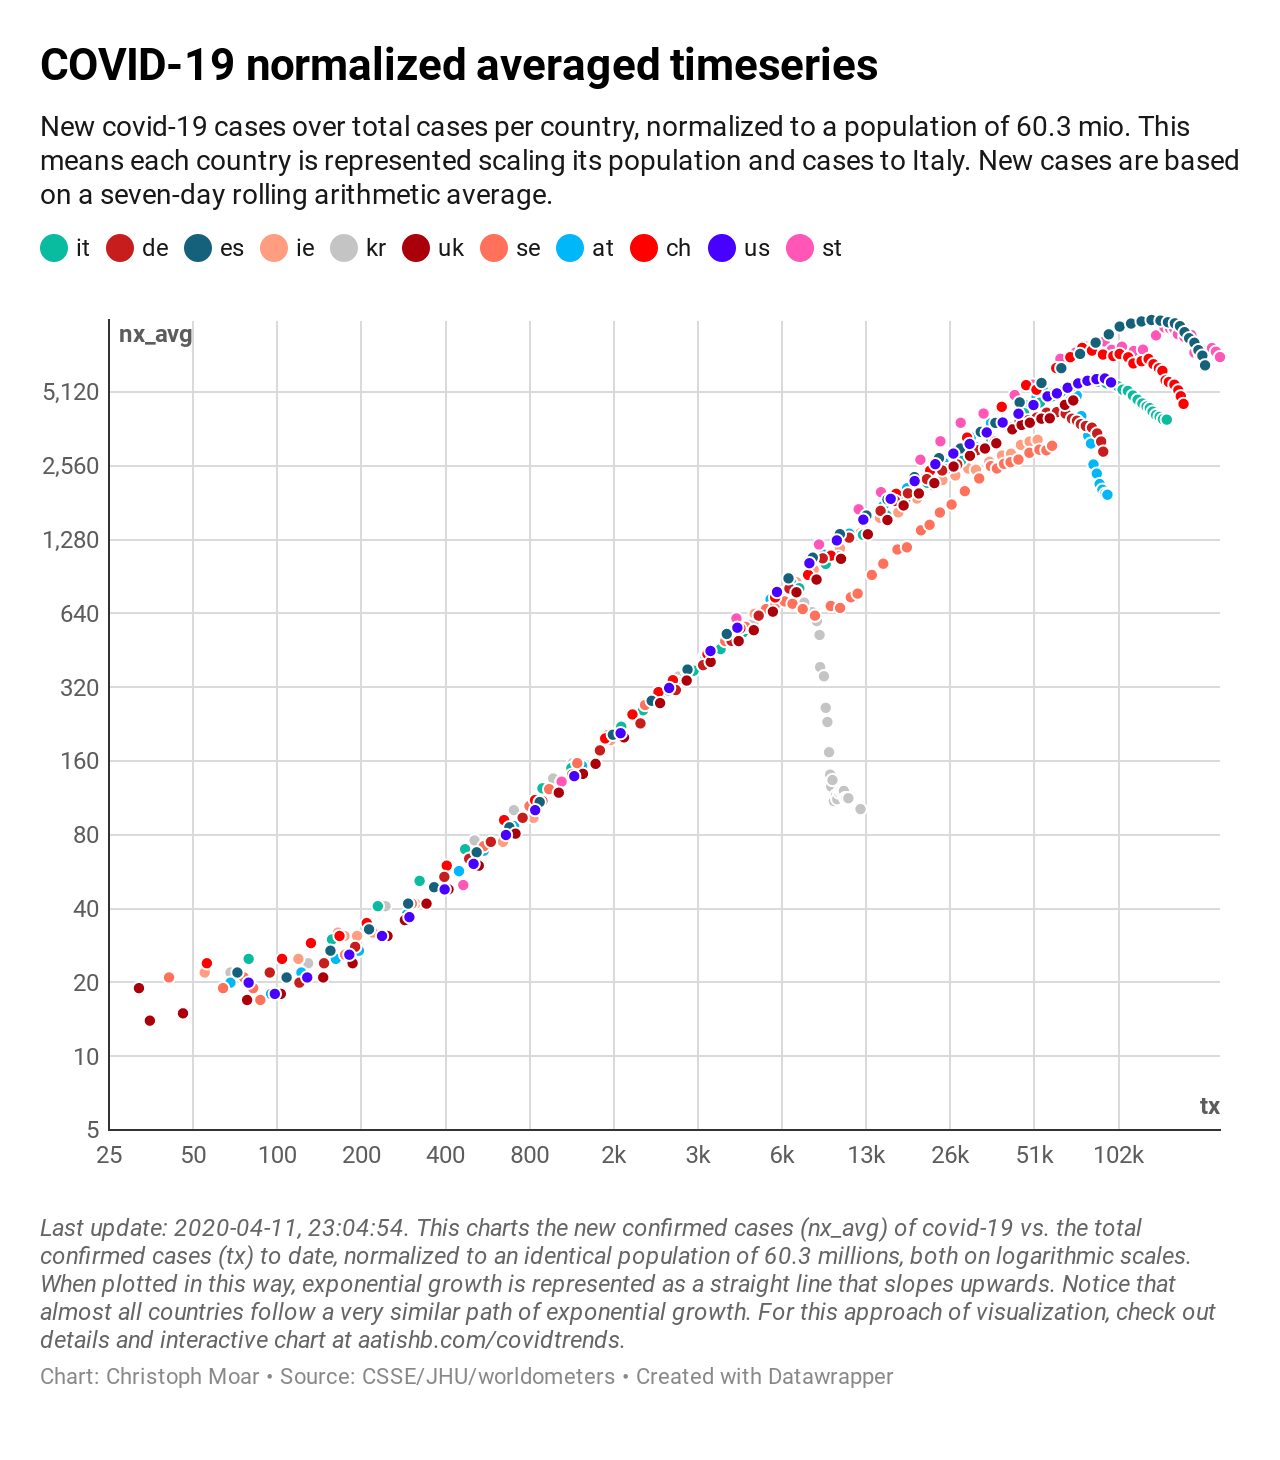 COVID-19 normalized averaged timeseries
New covid-19 cases over total cases per country, normalized to a population of 60.3 mio. This
means each country is represented scaling its population and cases to Italy. New cases are based
on a seven-day rolling arithmetic average.
it de es ie kr uk se at ch us st
nx_avg
5,120
2,560
1,280
640
320
160
80
40
20
10
5
tx
25 50 100 200 400 800 2k 3k 6k 13k 26k 51k 102k
Last update: 2020-04-11, 23:04:54. This charts the new confirmed cases (nx_avg) of covid-19 vs. the total
confirmed cases (tx) to date, normalized to an identical population of 60.3 millions, both on logarithmic scales.
When plotted in this way, exponential growth is represented as a straight line that slopes upwards. Notice that
almost all countries follow a very similar path of exponential growth. For this approach of visualization, check out
details and interactive chart at aatishb.com/covidtrends.
Chart: Christoph Moar • Source: CSSE/JHU/worldometers • Created with Datawrapper